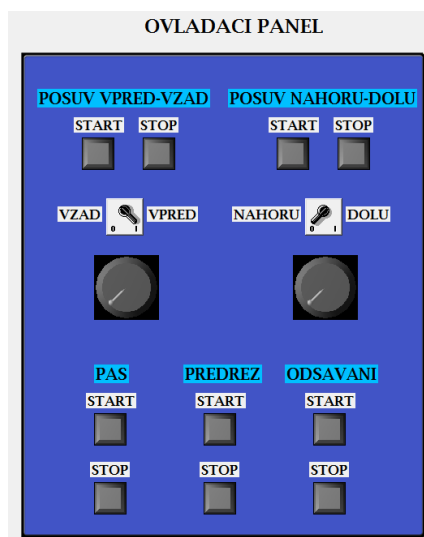 OVLADACI PANEL
POSUV VPRED-VZAD POSUV NAHORU-DOLU
START STOP START STOP
VZAD VPRED NAHORU DOLU
0 I 0 I
PAS PREDREZ ODSAVANI
START START START
STOP STOP STOP